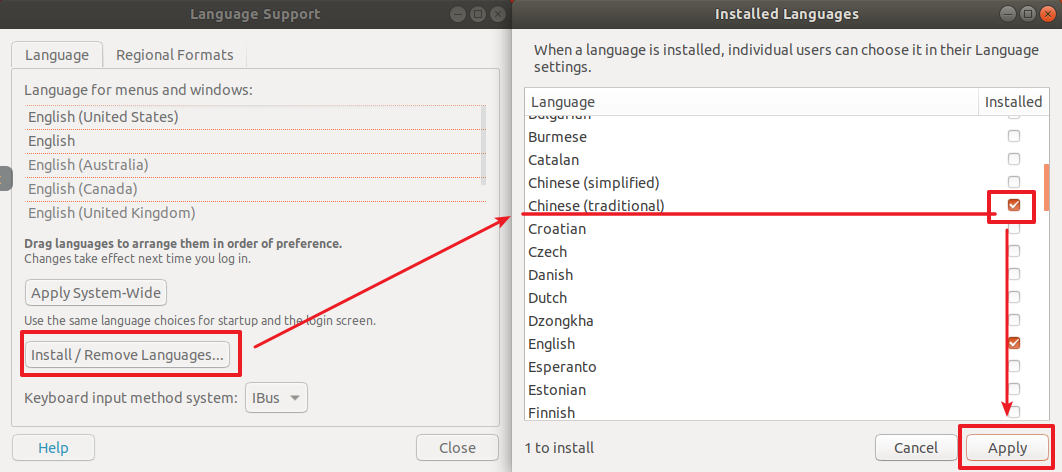 Language Support
Language
Regional Formats
Language for menus and windows:
English (United States)
English
English (Australia)
English (Canada)
English (United Kingdom)
Drag languages to arrange them in order of preference.
Changes take effect next time you log in.
Apply System-Wide
Use the same language choices for startup and the login screen.
Install / Remove Languages...
Keyboard input method system: IBus
Help
Close
Installed Languages
When a language is installed, individual users can choose it in their Language
settings.
Language Installed
Bulgarian
Burmese
Catalan
Chinese (simplified)
Chinese (traditional)
Croatian
Czech
Danish
Dutch
Dzongkha
English
Esperanto
Estonian
Finnish
1 to install
Cancel
Apply